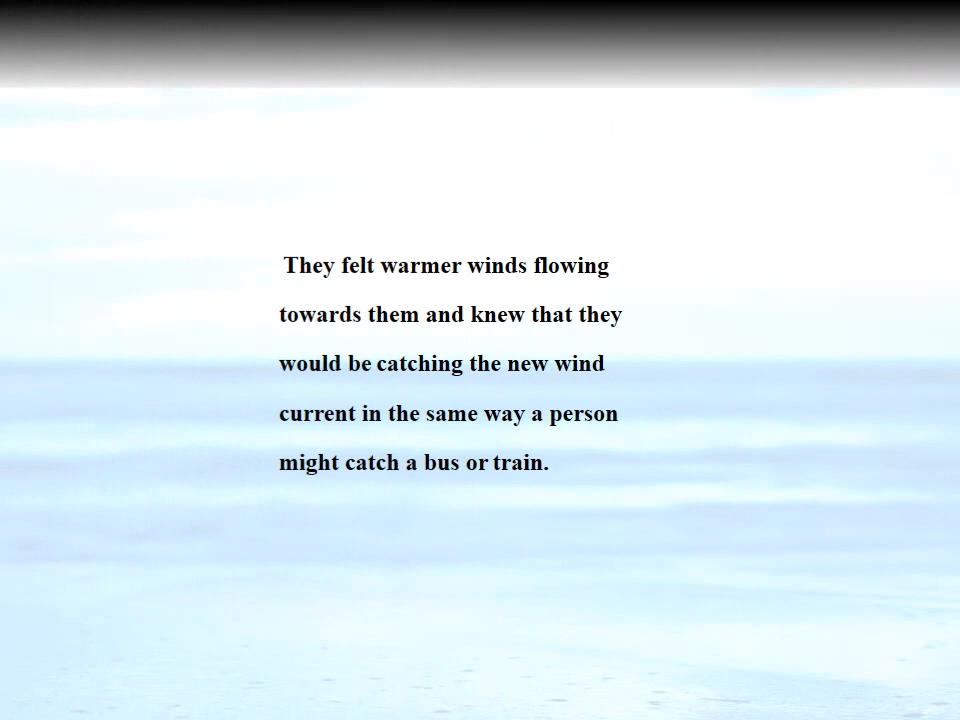 They felt warmer winds flowing
towards them and knew that they
would be catching the new wind
current in the same way a person
might catch a bus or train.